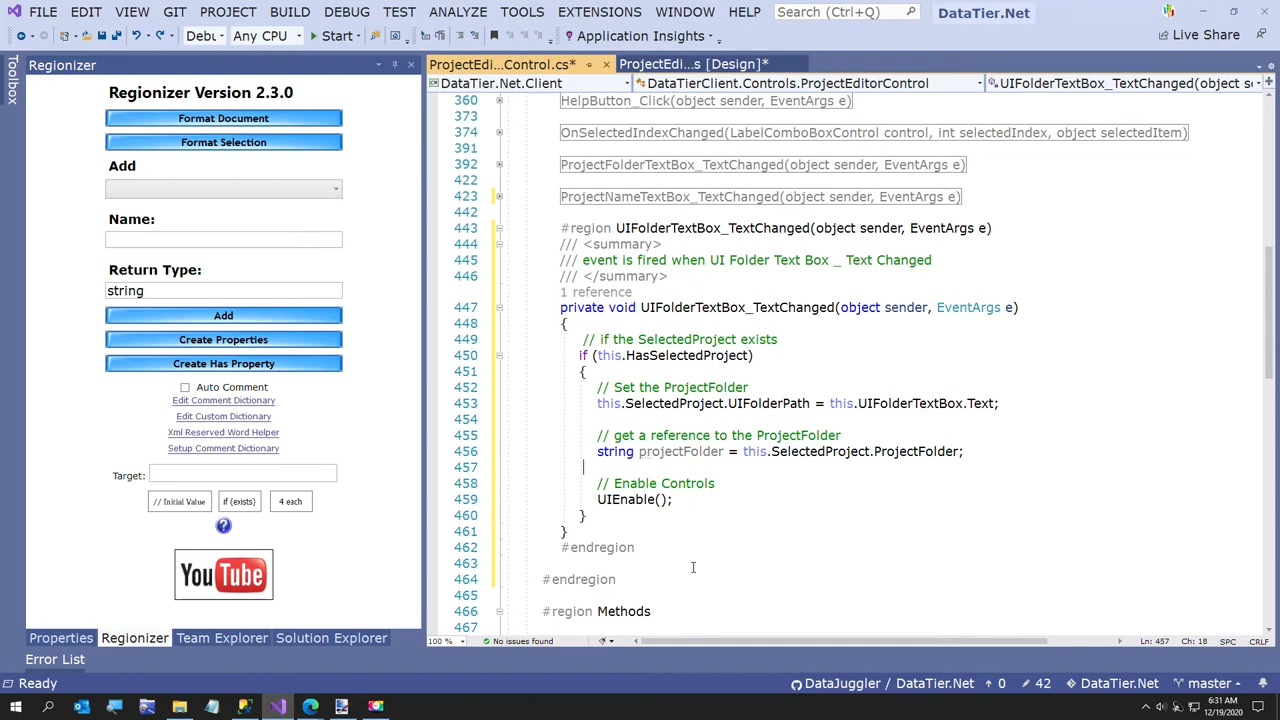 FILE EDIT VIEW GIT PROJECT BUILD DEBUG TEST ANALYZE TOOLS EXTENSIONS WINDOW HELP Search (Ctrl+Q) DataTier.Net
Debu Any CPU Start Application Insights Live Share
Toolbox
Regionizer
Regionizer Version 2.3.0
Format Document
Format Selection
Add
Name:
Return Type:
string
Add
Create Properties
Create Has Property
Auto Comment
Edit Comment Dictionary
Edit Custom Dictionary
Xml Reserved Word Helper
Setup Comment Dictionary
Target:
// Initial Value if (exists) 4 each
?
YouTube
Properties Regionizer Team Explorer Solution Explorer
ProjectEdi...Control.cs* ProjectEdi...s [Design]*
DataTier.Net.Client DataTierClient.Controls.ProjectEditorControl UIFolderTextBox_TextChanged(object se
360 HelpButton_Click(object sender, EventArgs e)
373
374 OnSelectedIndexChanged(LabelComboBoxControl control, int selectedIndex, object selectedItem)
391
392 ProjectFolderTextBox_TextChanged(object sender, EventArgs e)
422
423 ProjectNameTextBox_TextChanged(object sender, EventArgs e)
442
443 #region UIFolderTextBox_TextChanged(object sender, EventArgs e)
444 /// <summary>
445 /// event is fired when UI Folder Text Box _ Text Changed
446 /// </summary>
1 reference
447 private void UIFolderTextBox_TextChanged(object sender, EventArgs e)
448 {
449 // if the SelectedProject exists
450 if (this.HasSelectedProject)
451 {
452 // Set the ProjectFolder
453 this.SelectedProject.UIFolderPath = this.UIFolderTextBox.Text;
454
455 // get a reference to the ProjectFolder
456 string projectFolder = this.SelectedProject.ProjectFolder;
457
458 // Enable Controls
459 UIEnable();
460 }
461 }
462 #endregion
463
464 #endregion
465
466 #region Methods
467
100 % No issues found Ln: 457 Ch: 18 SPC CRLF
Error List
Ready DataJuggler / DataTier.Net 0 42 DataTier.Net master
6:31 AM
12/19/2020